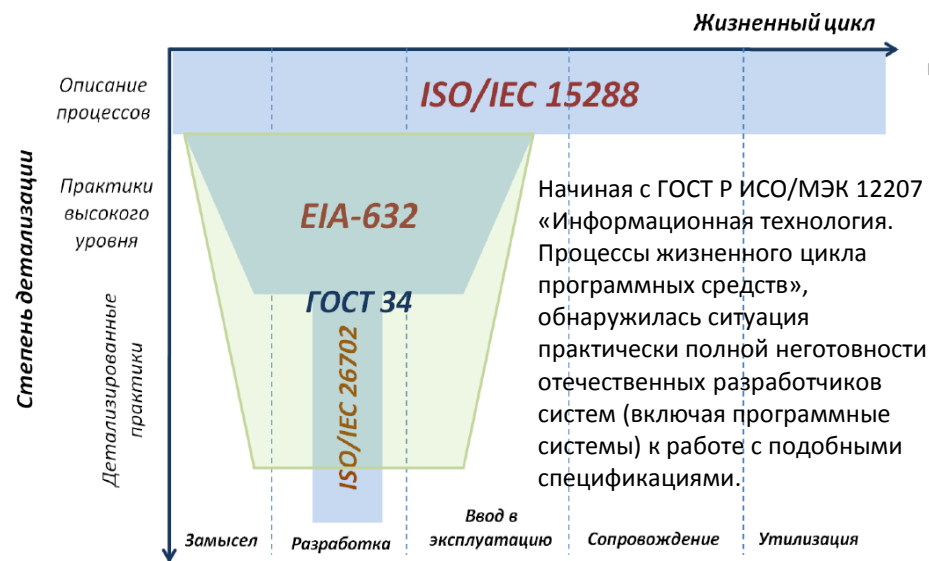 Жизненный цикл
Описание
процессов
ISO/IEC 15288
Степень детализации
Практики
высокого
уровня
EIA-632
Начиная с ГОСТ Р ИСО/МЭК 12207
«Информационная технология.
Процессы жизненного цикла
программных средств»,
обнаружилась ситуация
практически полной неготовности
отечественных разработчиков
систем (включая программные
системы) к работе с подобными
спецификациями.
ГОСТ 34
Детализированные
практики
ISO/IEC 26702
Замысел
Разработка
Ввод в
эксплуатацию
Сопровождение
Утилизация